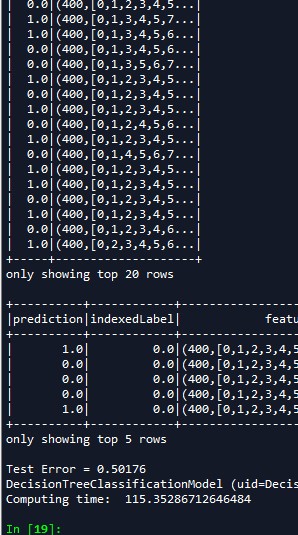 | 0.0|(400,[0,1,2,3,4,5...|
| 1.0|(400,[0,1,3,4,5,7...|
| 1.0|(400,[0,1,3,4,5,6...|
| 0.0|(400,[0,1,3,5,6,7...|
| 1.0|(400,[0,1,2,3,4,5...|
| 0.0|(400,[0,1,2,3,4,5...|
| 1.0|(400,[0,1,2,3,4,5...|
| 0.0|(400,[0,1,2,4,5,6...|
| 1.0|(400,[0,1,2,3,4,5...|
| 0.0|(400,[0,1,4,5,6,7...|
| 1.0|(400,[0,1,2,3,4,5...|
| 1.0|(400,[0,1,2,3,4,5...|
| 0.0|(400,[0,1,2,3,4,5...|
| 1.0|(400,[0,1,2,3,4,5...|
| 0.0|(400,[0,1,2,3,4,6...|
| 1.0|(400,[0,2,3,4,5,6...|
+-----+--------------------+
only showing top 20 rows
+----------+------------+----------------
|prediction|indexedLabel| featu
+----------+------------+----------------
| 1.0| 0.0|(400,[0,1,2,3,4,5
| 0.0| 0.0|(400,[0,1,2,3,4,5
| 0.0| 0.0|(400,[0,1,2,3,4,5
| 0.0| 0.0|(400,[0,1,2,3,4,5
| 1.0| 0.0|(400,[0,1,2,3,4,5
+----------+------------+----------------
only showing top 5 rows
Test Error = 0.50176
DecisionTreeClassificationModel (uid=Decis
Computing time: 115.35286712646484
In [19]: